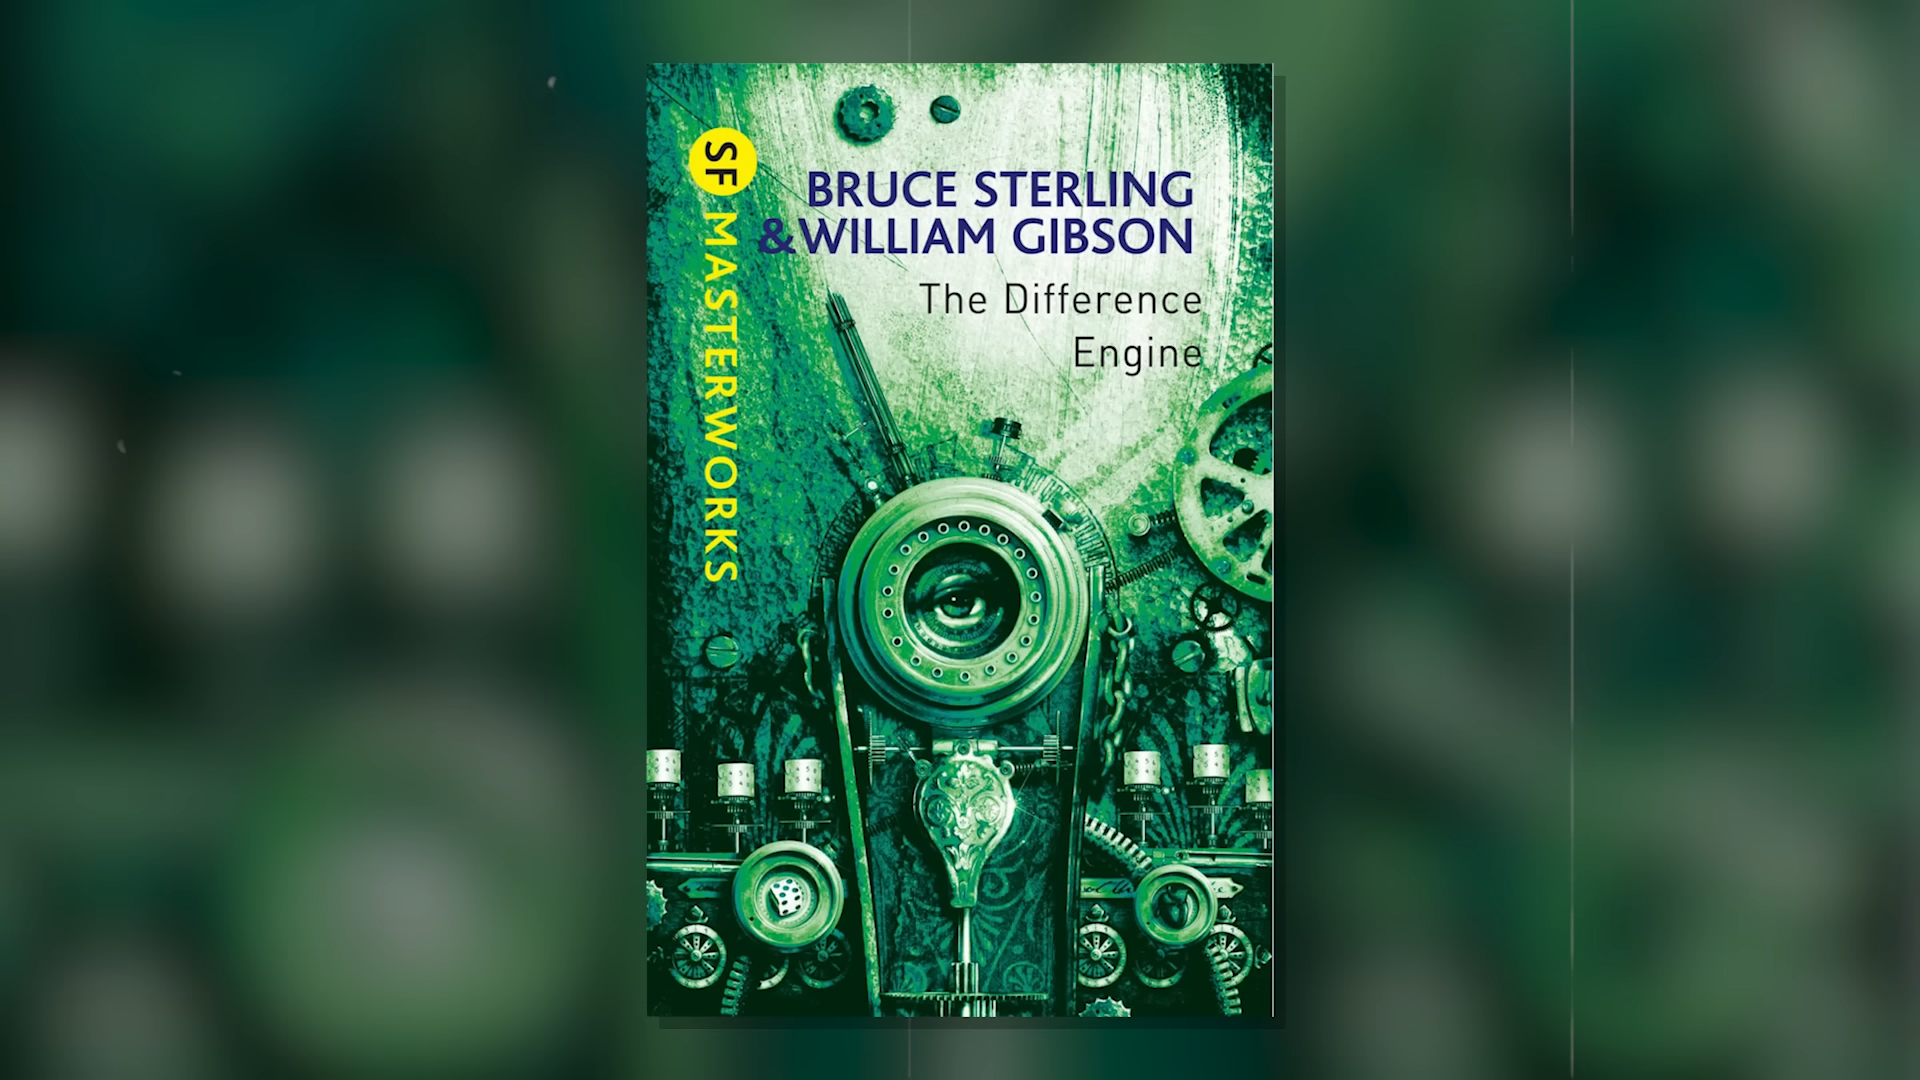 SF MASTERWORKS
BRUCE STERLING
& WILLIAM GIBSON
The Difference
Engine